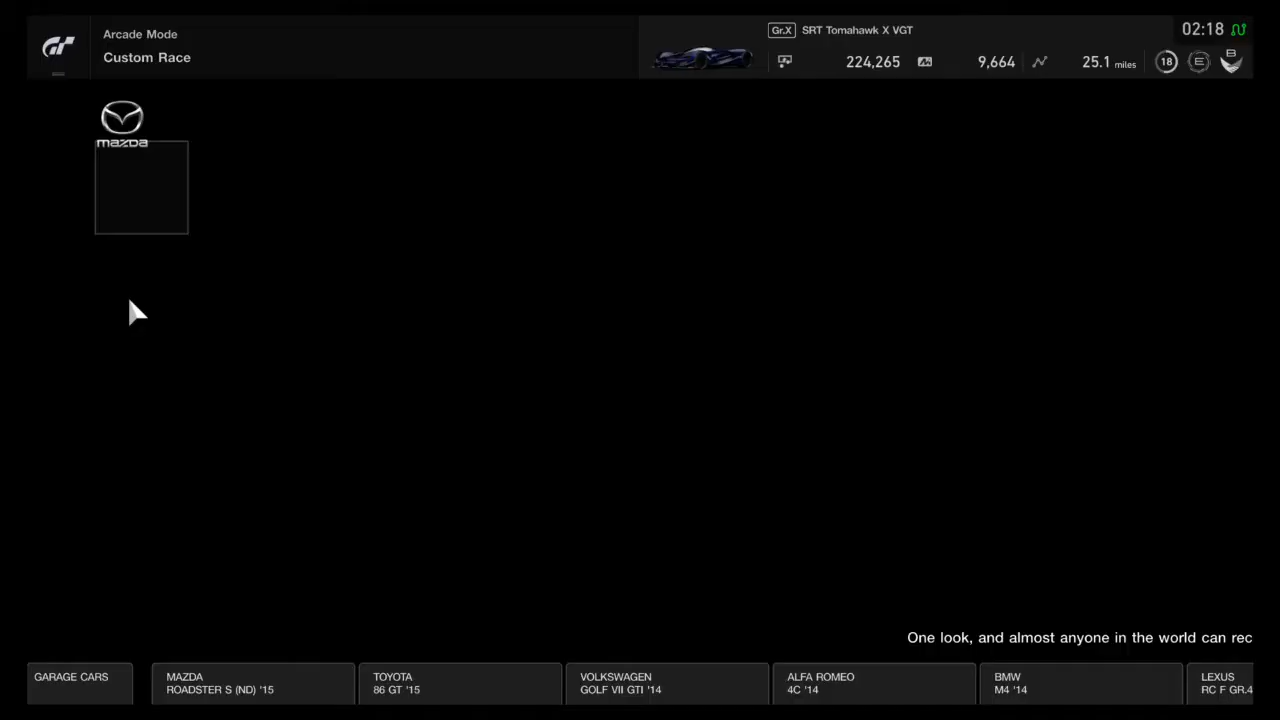 Arcade Mode
Custom Race
Gr.X SRT Tomahawk X VGT
02:18
224,265 9,664 25.1 miles 18 E B
mazda
One look, and almost anyone in the world can rec
GARAGE CARS
MAZDA
ROADSTER S (ND) '15
TOYOTA
86 GT '15
VOLKSWAGEN
GOLF VII GTI '14
ALFA ROMEO
4C '14
BMW
M4 '14
LEXUS
RC F GR.4